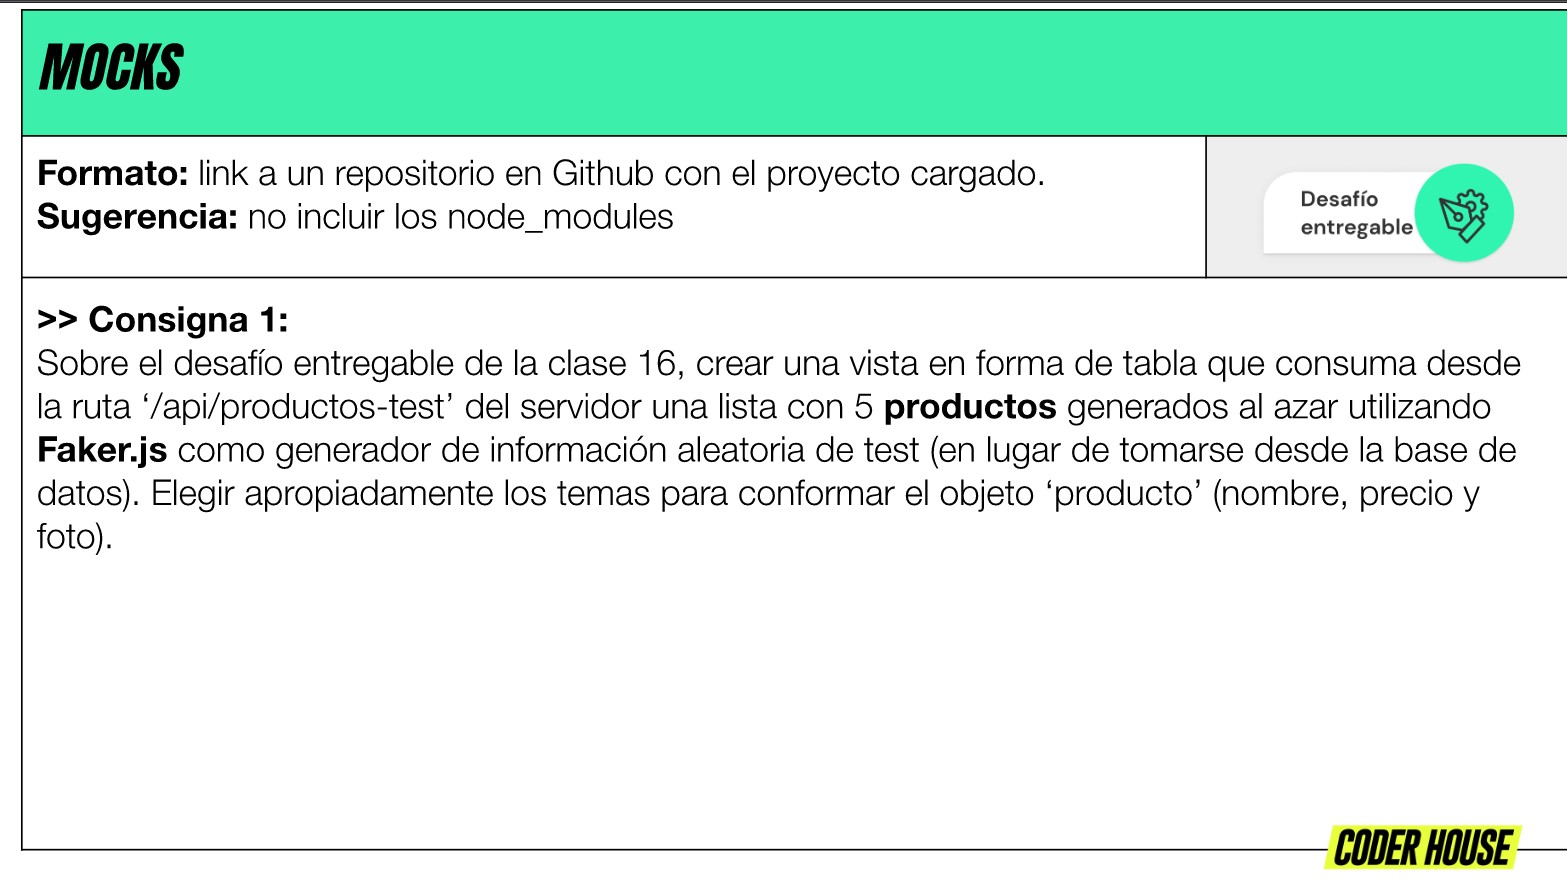 MOCKS
Formato: link a un repositorio en Github con el proyecto cargado.
Sugerencia: no incluir los node_modules
Desafío
entregable
>> Consigna 1:
Sobre el desafío entregable de la clase 16, crear una vista en forma de tabla que consuma desde
la ruta ‘/api/productos-test’ del servidor una lista con 5 productos generados al azar utilizando
Faker.js como generador de información aleatoria de test (en lugar de tomarse desde la base de
datos). Elegir apropiadamente los temas para conformar el objeto ‘producto’ (nombre, precio y
foto).
CODER HOUSE